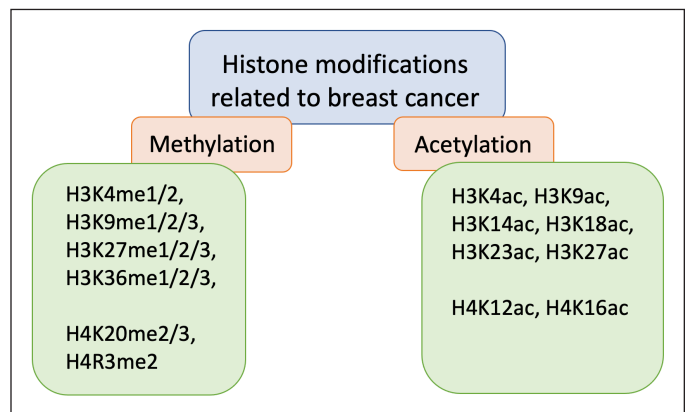 Histone modifications
related to breast cancer
Methylation
H3K4me1/2,
H3K9me1/2/3,
H3K27me1/2/3,
H3K36me1/2/3,
H4K20me2/3,
H4R3me2
Acetylation
H3K4ac, H3K9ac,
H3K14ac, H3K18ac,
H3K23ac, H3K27ac
H4K12ac, H4K16ac